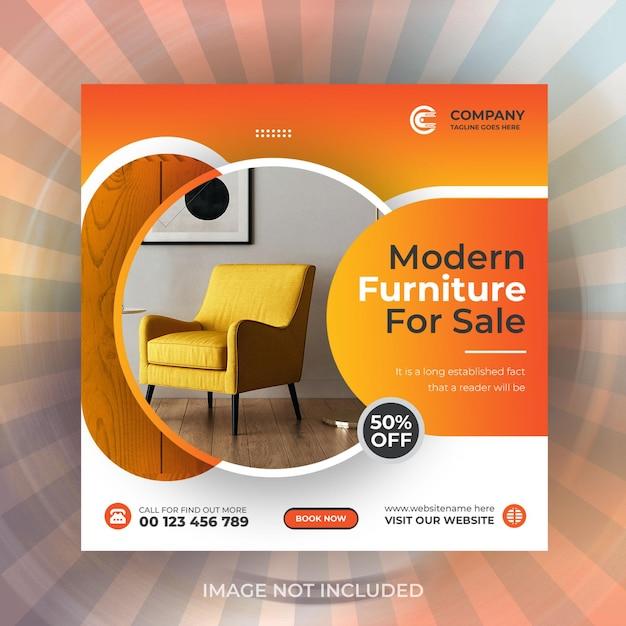 COMPANY
TAGLINE GOES HERE
Modern
Furniture
For Sale
It is a long established fact
that a reader will be
50%
OFF
CALL FOR FIND OUT MORE
00 123 456 789
BOOK NOW
www.websitename here
VISIT OUR WEBSITE
IMAGE NOT INCLUDED